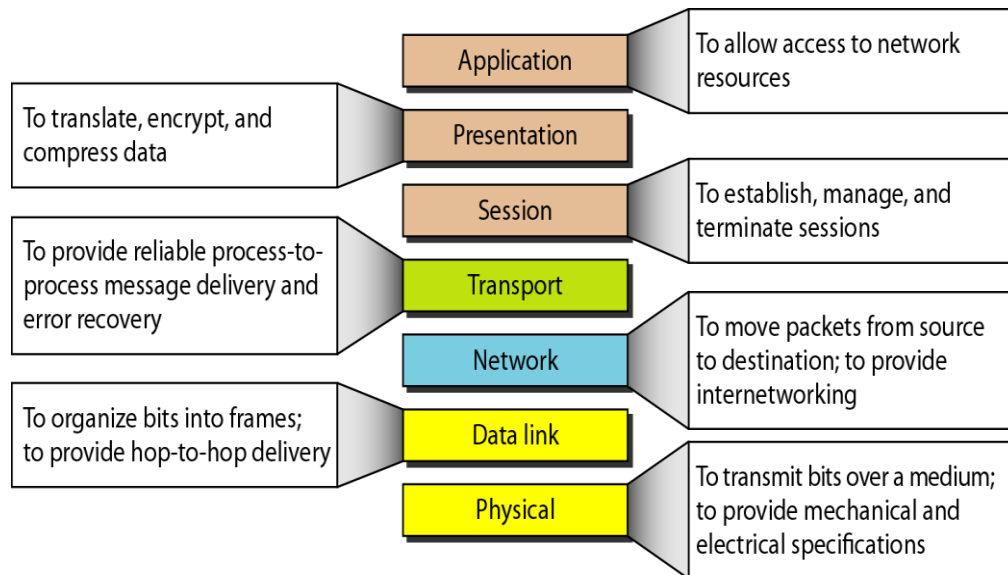 Application
To allow access to network
resources
To translate, encrypt, and
compress data
Presentation
Session
To establish, manage, and
terminate sessions
To provide reliable process-to-
process message delivery and
error recovery
Transport
Network
To move packets from source
to destination; to provide
internetworking
To organize bits into frames;
to provide hop-to-hop delivery
Data link
Physical
To transmit bits over a medium;
to provide mechanical and
electrical specifications